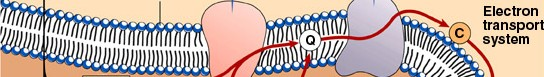 Electron
transport
system
Q
C